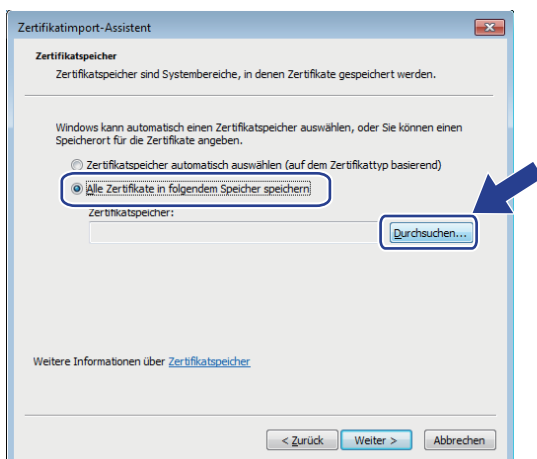 Zertifikatimport-Assistent
Zertifikatspeicher
Zertifikatspeicher sind Systembereiche, in denen Zertifikate gespeichert werden.
Windows kann automatisch einen Zertifikatspeicher auswählen, oder Sie können einen
Speicherort für die Zertifikate angeben.
Zertifikatspeicher automatisch auswählen (auf dem Zertifikattyp basierend)
Alle Zertifikate in folgendem Speicher speichern
Zertifikatspeicher:
Durchsuchen...
Weitere Informationen über Zertifikatspeicher
< Zurück Weiter > Abbrechen